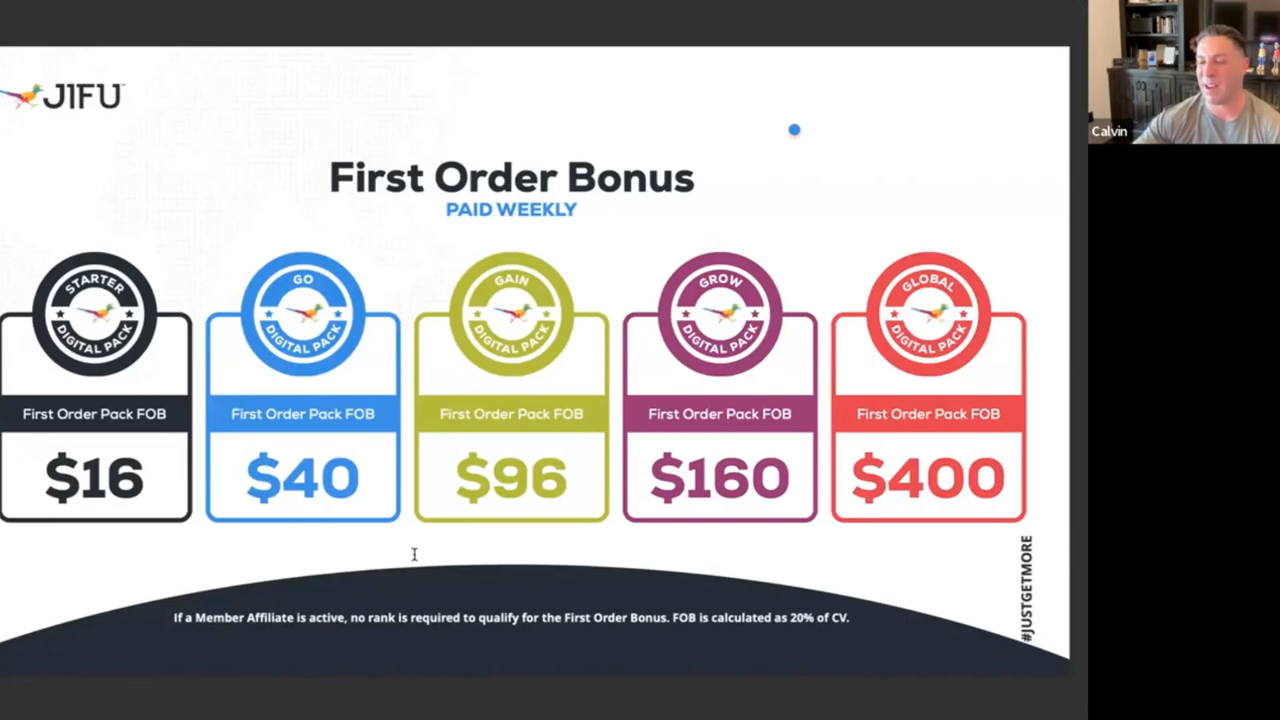 JIFU
Calvin
First Order Bonus
PAID WEEKLY
STARTER
DIGITAL PACK
First Order Pack FOB
$16
GO
DIGITAL PACK
First Order Pack FOB
$40
GAIN
DIGITAL PACK
First Order Pack FOB
$96
GROW
DIGITAL PACK
First Order Pack FOB
$160
GLOBAL
DIGITAL PACK
First Order Pack FOB
$400
#JUSTGETMORE
If a Member Affiliate is active, no rank is required to qualify for the First Order Bonus. FOB is calculated as 20% of CV.